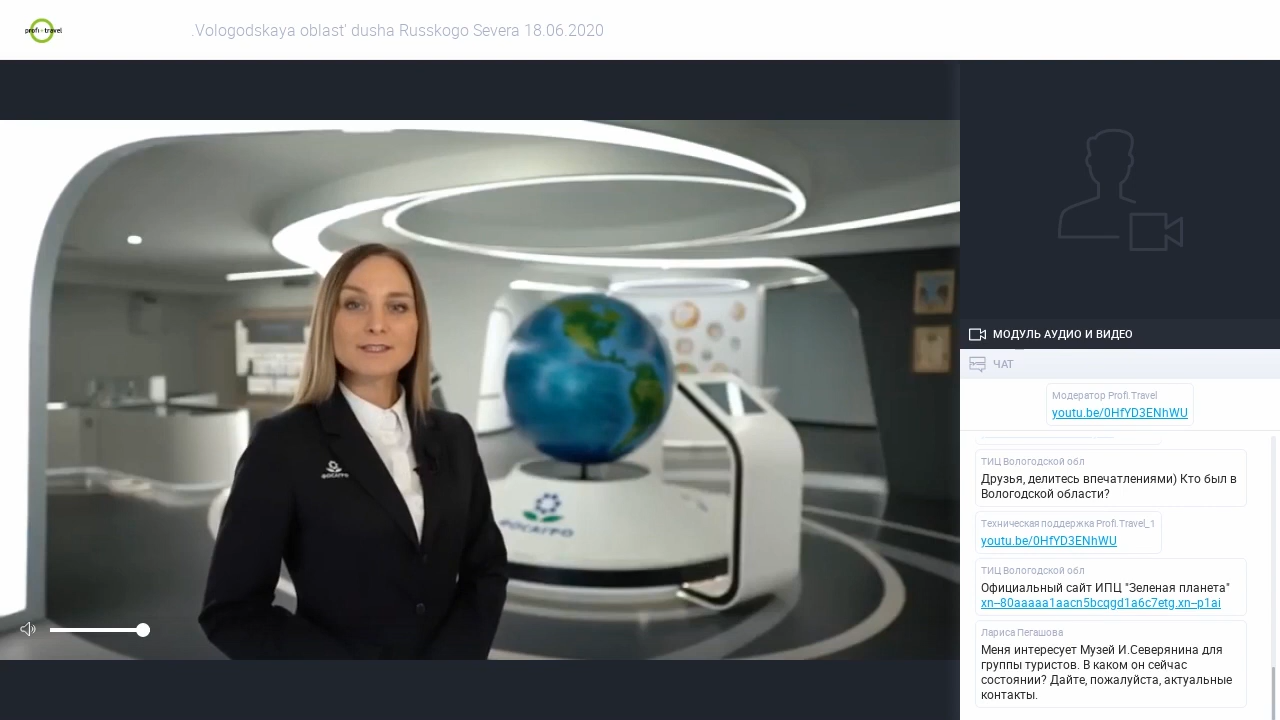 profi travel
.Vologodskaya oblast' dusha Russkogo Severa 18.06.2020
ФОСАГРО
ФОСАГРО
МОДУЛЬ АУДИО И ВИДЕО
ЧАТ
Модератор Profi.Travel
youtu.be/0HfYD3ENhWU
ТИЦ Вологодской обл
Друзья, делитесь впечатлениями) Кто был в
Вологодской области?
Техническая поддержка Profi.Travel_1
youtu.be/0HfYD3ENhWU
ТИЦ Вологодской обл
Официальный сайт ИПЦ "Зеленая планета"
xn--80aaaaa1aacn5bcqgd1a6c7etg.xn--p1ai
Лариса Пегашова
Меня интересует Музей И.Северянина для
группы туристов. В каком он сейчас
состоянии? Дайте, пожалуйста, актуальные
контакты.